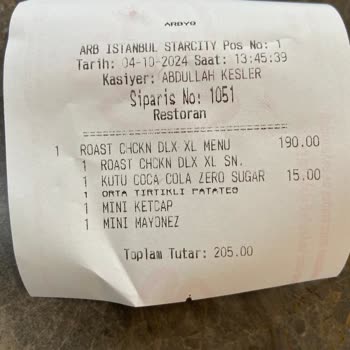 ARBYG
ARB ISTANBUL STARCITY Pos No: 1
Tarih: 04-10-2024 Saat: 13:45:39
Kasiyer: ABDULLAH KESLER
Siparis No: 1051
Restoran
1 ROAST CHCKN DLX XL MENU 190.00
1 ROAST CHCKN DLX XL SN.
1 KUTU COCA COLA ZERO SUGAR 15.00
1 ORTA TIRTIKLI PATATES
1 MINI KETCAP
1 MINI MAYONEZ
Toplam Tutar: 205.00